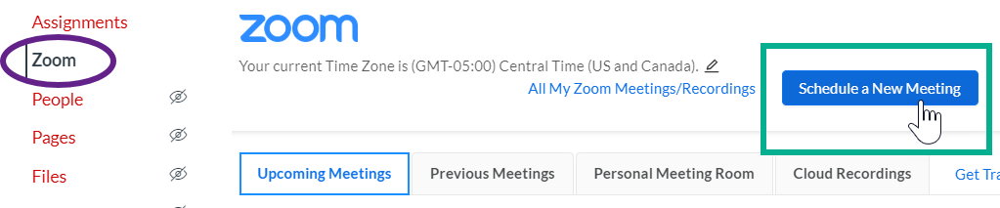 Assignments
Zoom
People
Pages
Files
zoom
Your current Time Zone is (GMT-05:00) Central Time (US and Canada).
All My Zoom Meetings/Recordings
Schedule a New Meeting
Upcoming Meetings
Previous Meetings
Personal Meeting Room
Cloud Recordings
Get Tra